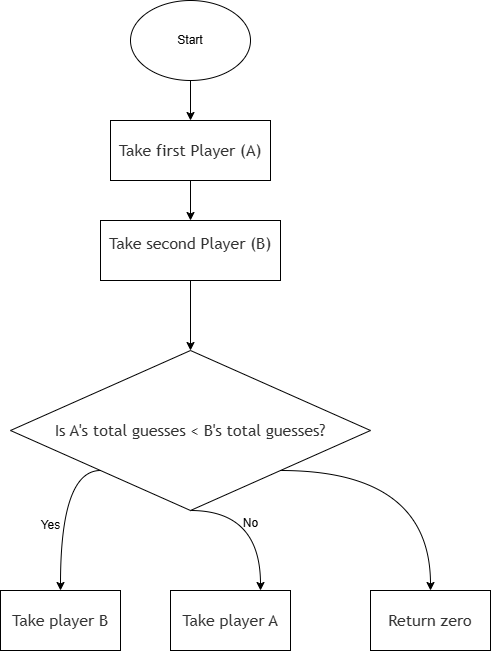 Start
Take first Player (A)
Take second Player (B)
Is A's total guesses < B's total guesses?
Yes
No
Take player B
Take player A
Return zero